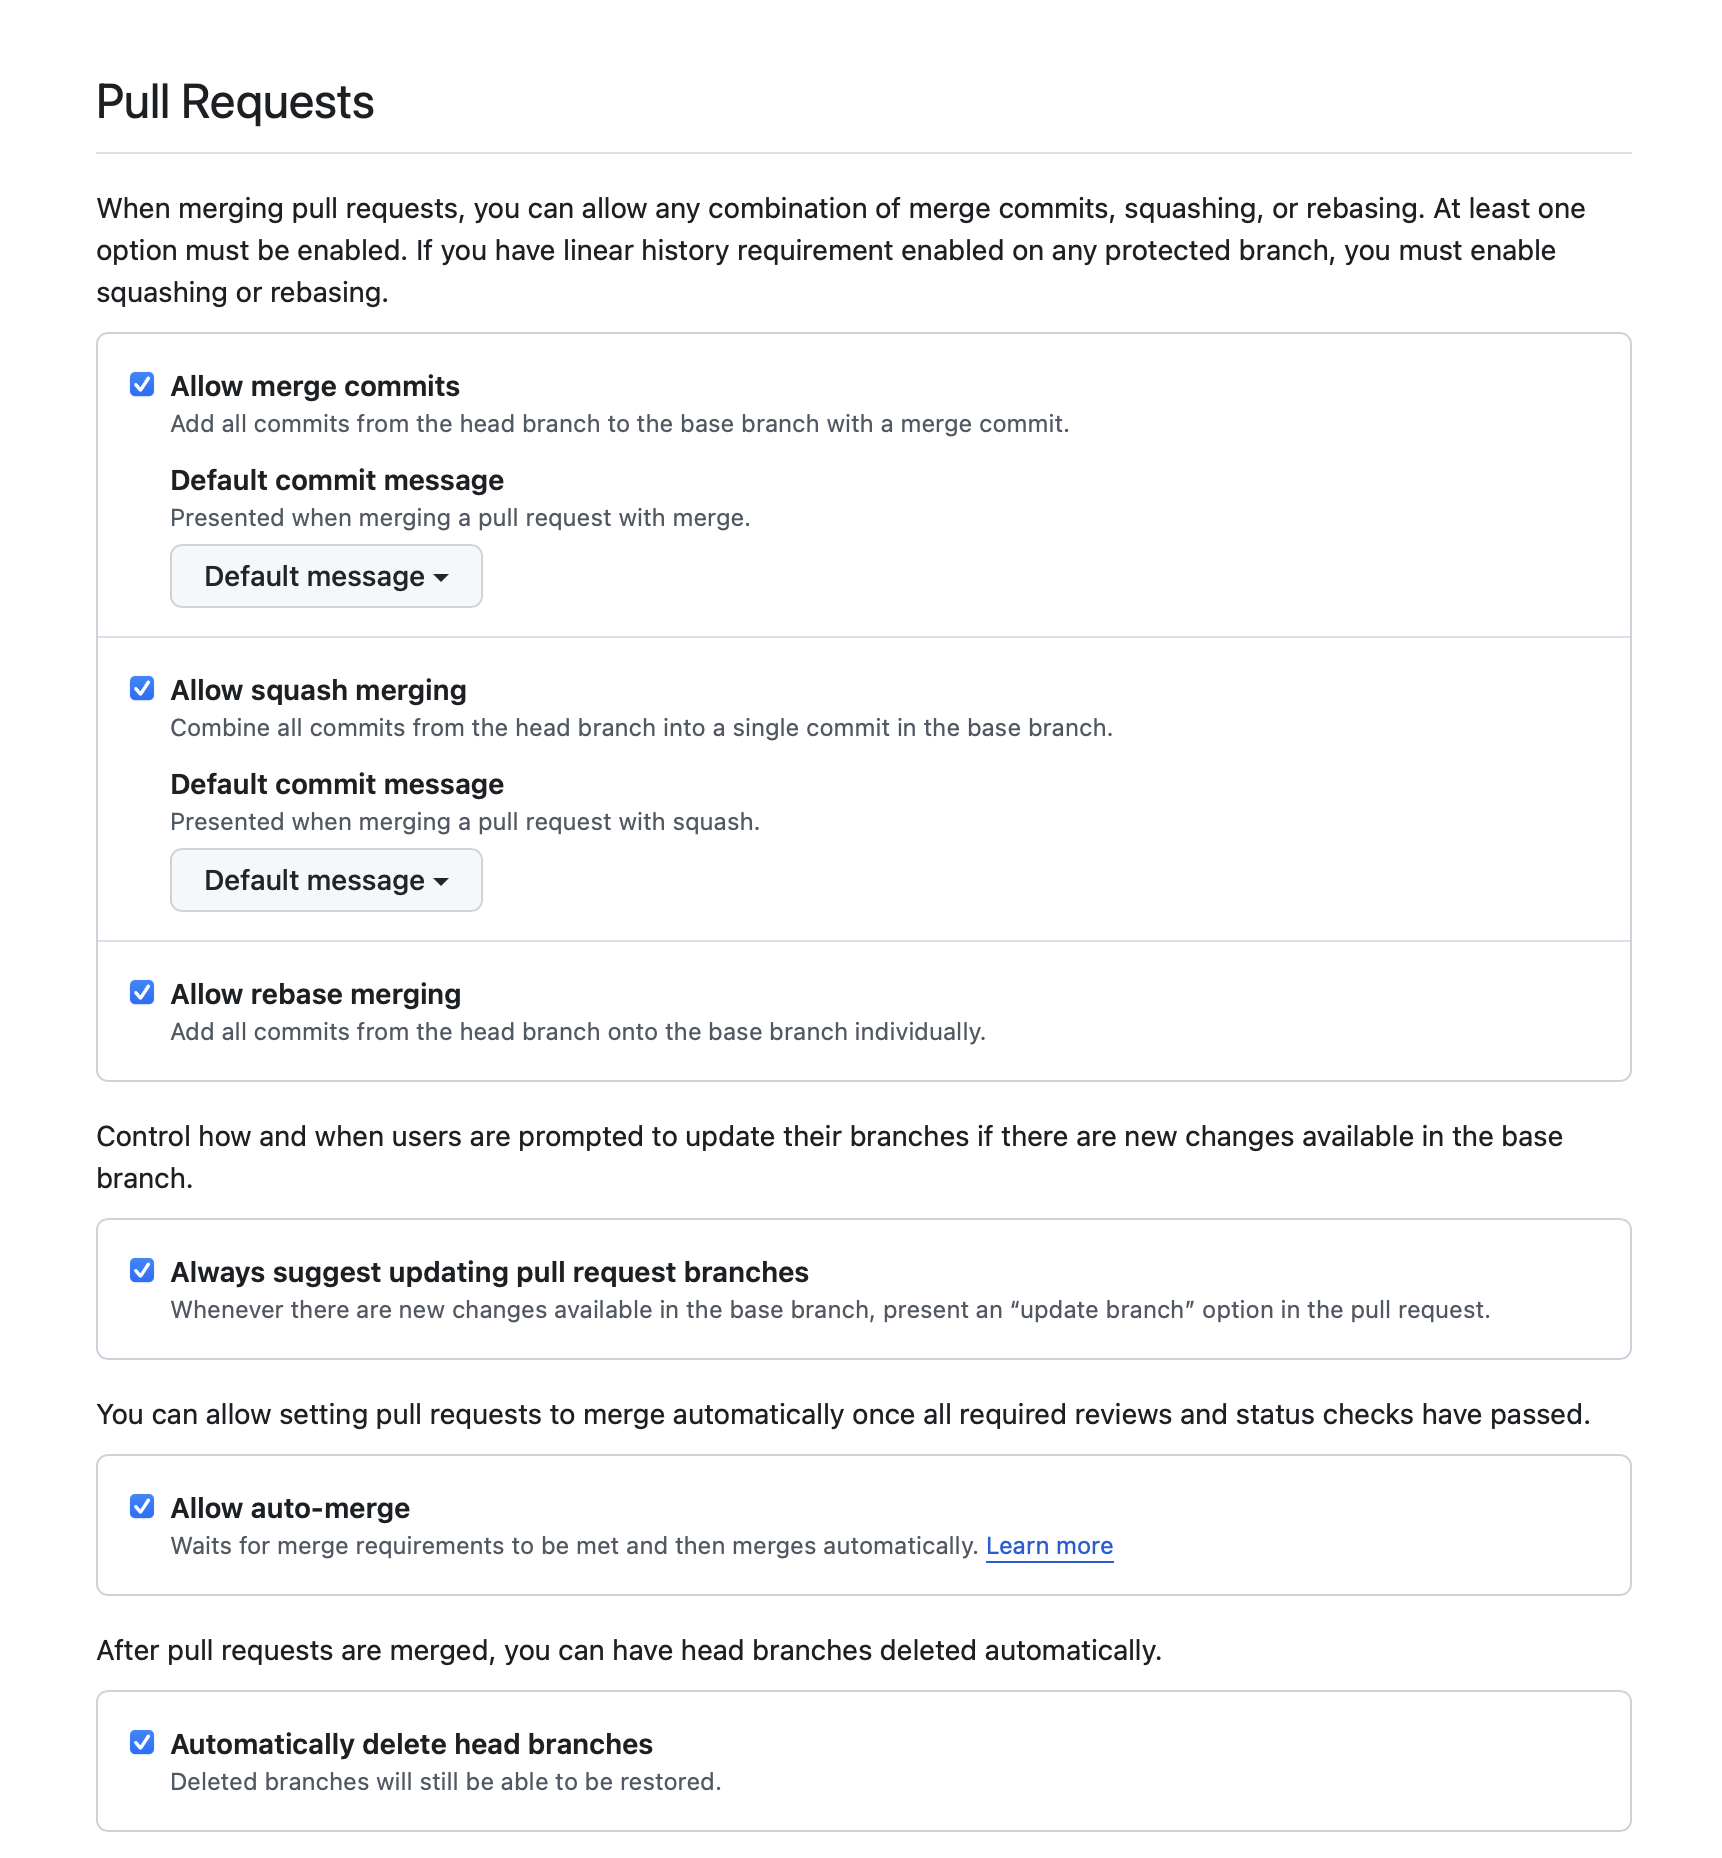 Pull Requests
When merging pull requests, you can allow any combination of merge commits, squashing, or rebasing. At least one
option must be enabled. If you have linear history requirement enabled on any protected branch, you must enable
squashing or rebasing.
Allow merge commits
Add all commits from the head branch to the base branch with a merge commit.
Default commit message
Presented when merging a pull request with merge.
Default message
Allow squash merging
Combine all commits from the head branch into a single commit in the base branch.
Default commit message
Presented when merging a pull request with squash.
Default message
Allow rebase merging
Add all commits from the head branch onto the base branch individually.
Control how and when users are prompted to update their branches if there are new changes available in the base
branch.
Always suggest updating pull request branches
Whenever there are new changes available in the base branch, present an “update branch” option in the pull request.
You can allow setting pull requests to merge automatically once all required reviews and status checks have passed.
Allow auto-merge
Waits for merge requirements to be met and then merges automatically. Learn more
After pull requests are merged, you can have head branches deleted automatically.
Automatically delete head branches
Deleted branches will still be able to be restored.